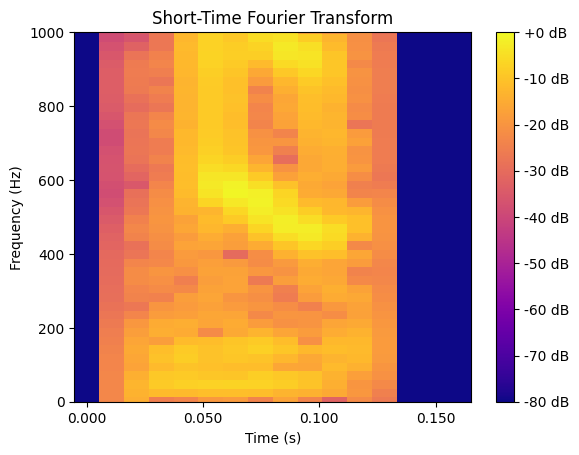 Short-Time Fourier Transform
1000
800
600
400
200
0
Frequency (Hz)
0.000
0.050
0.100
0.150
Time (s)
+0 dB
-10 dB
-20 dB
-30 dB
-40 dB
-50 dB
-60 dB
-70 dB
-80 dB